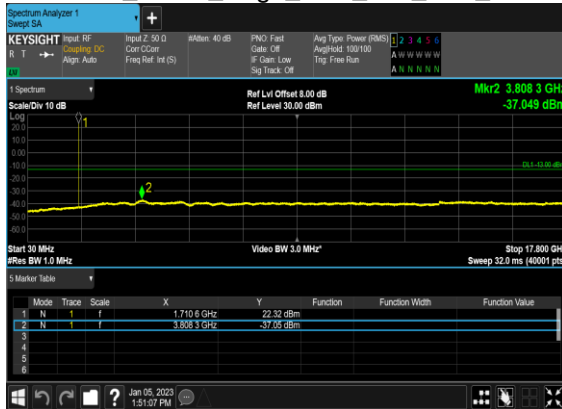 Spectrum Analyzer 1
Swept SA
+
KEYSIGHT Input: RF Input Z: 50 Ω #Atten: 40 dB PNO: Fast Avg Type: Power (RMS) 1 2 3 4 5 6
R T Coupling: DC Corr CCorr Gate: Off Avg|Hold: 100/100 A W W W W W
Align: Auto Freq Ref: Int (S) IF Gain: Low Trig: Free Run
LXI Sig Track: Off A N N N N N
1 Spectrum Ref Lvl Offset 8.00 dB Mkr2 3.808 3 GHz
Scale/Div 10 dB Ref Level 30.00 dBm -37.049 dBm
Log
20.0
10.0
0.00
-10.0
-20.0
-30.0
-40.0
-50.0
-60.0
1
2
DL1 -13.00 dBm
Start 30 MHz Video BW 3.0 MHz* Stop 17.800 GHz
#Res BW 1.0 MHz Sweep 32.0 ms (40001 pts)
5 Marker Table
Mode Trace Scale X Y Function Function Width Function Value
1 N 1 f 1.710 6 GHz 22.32 dBm
2 N 1 f 3.808 3 GHz -37.05 dBm
3
4
5
6
? Jan 05, 2023
1:51:07 PM